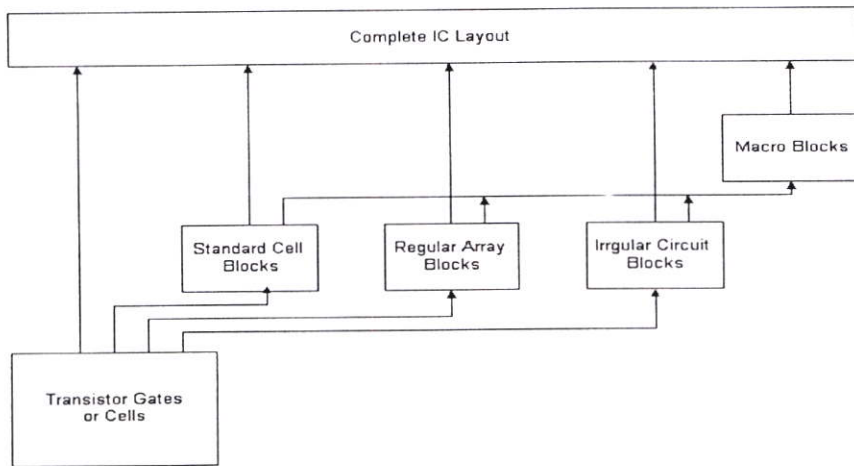 Complete IC Layout
Macro Blocks
Standard Cell
Blocks
Regular Array
Blocks
Irrgular Circuit
Blocks
Transistor Gates
or Cells